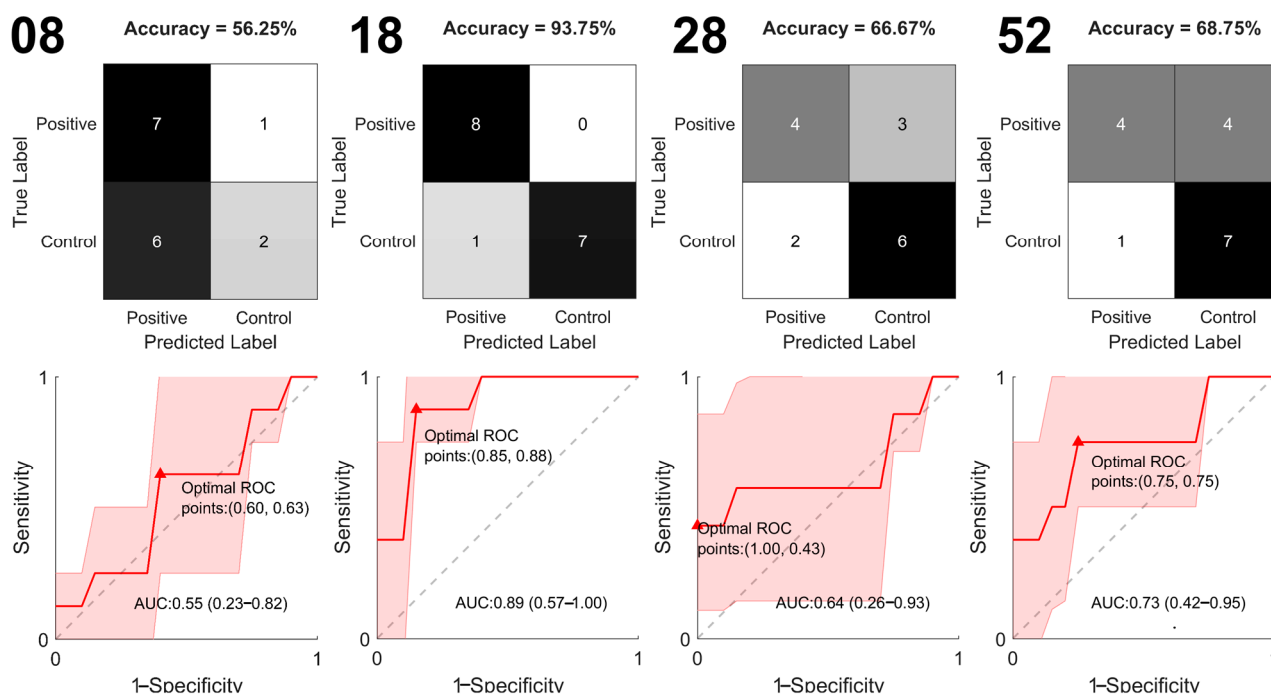 08
Accuracy = 56.25%
True Label
Positive
7
1
Control
6
2
Positive
Control
Predicted Label
18
Accuracy = 93.75%
True Label
8
0
1
7
Positive
Control
Predicted Label
28
Accuracy = 66.67%
True Label
Positive
4
3
Control
2
6
Positive
Control
Predicted Label
52
Accuracy = 68.75%
True Label
Positive
4
4
Control
1
7
Positive
Control
Predicted Label
Sensitivity
1
Optimal ROC
points:(0.60, 0.63)
AUC:0.55 (0.23–0.82)
0
0
1
1–Specificity
Sensitivity
1
Optimal ROC
points:(0.85, 0.88)
AUC:0.89 (0.57–1.00)
0
0
1
1–Specificity
Sensitivity
1
Optimal ROC
points:(1.00, 0.43)
AUC:0.64 (0.26–0.93)
0
0
1
1–Specificity
Sensitivity
1
Optimal ROC
points:(0.75, 0.75)
AUC:0.73 (0.42–0.95)
0
0
1–Specificity